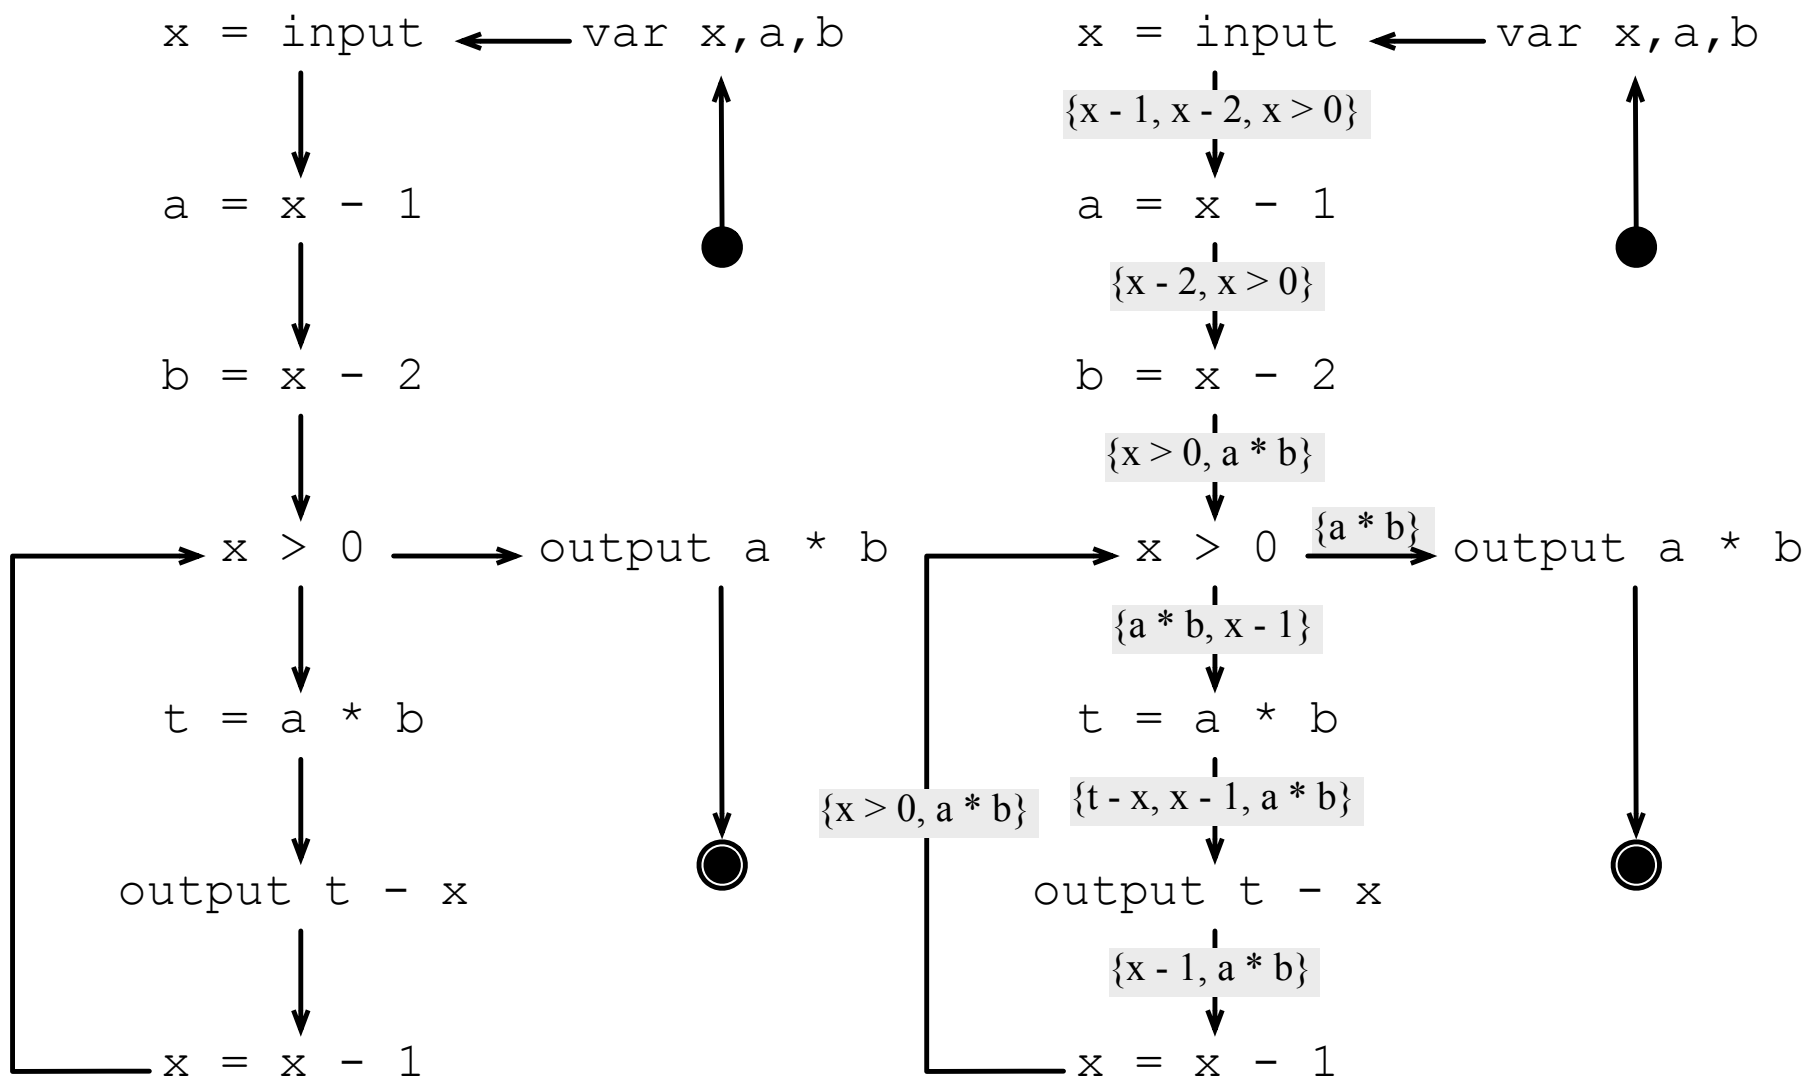 x = input
var x,a,b
a = x - 1
b = x - 2
x > 0
output a * b
t = a * b
output t - x
x = x - 1
x = input
var x,a,b
{x - 1, x - 2, x > 0}
a = x - 1
{x - 2, x > 0}
b = x - 2
{x > 0, a * b}
x > 0
{a * b}
output a * b
{a * b, x - 1}
t = a * b
{x > 0, a * b}
{t - x, x - 1, a * b}
output t - x
{x - 1, a * b}
x = x - 1